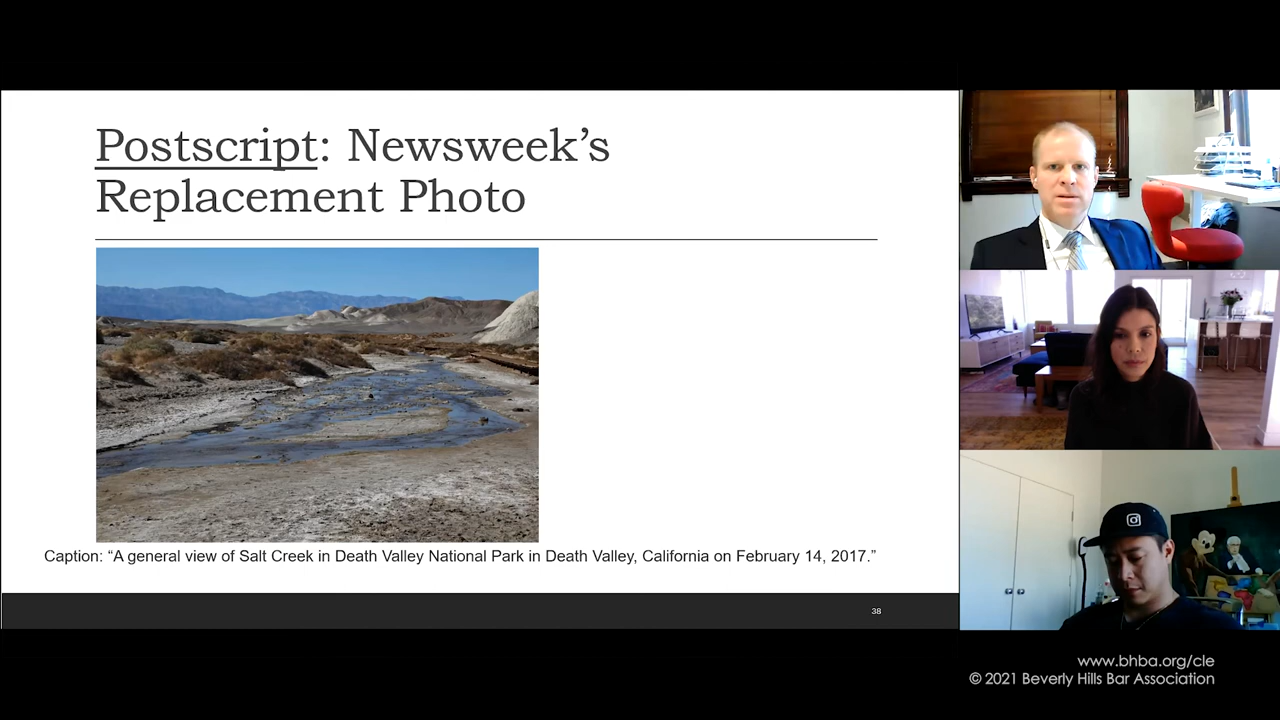 Postscript: Newsweek’s
Replacement Photo
Caption: “A general view of Salt Creek in Death Valley National Park in Death Valley, California on February 14, 2017.”
38
www.bhba.org/cle
© 2021 Beverly Hills Bar Association